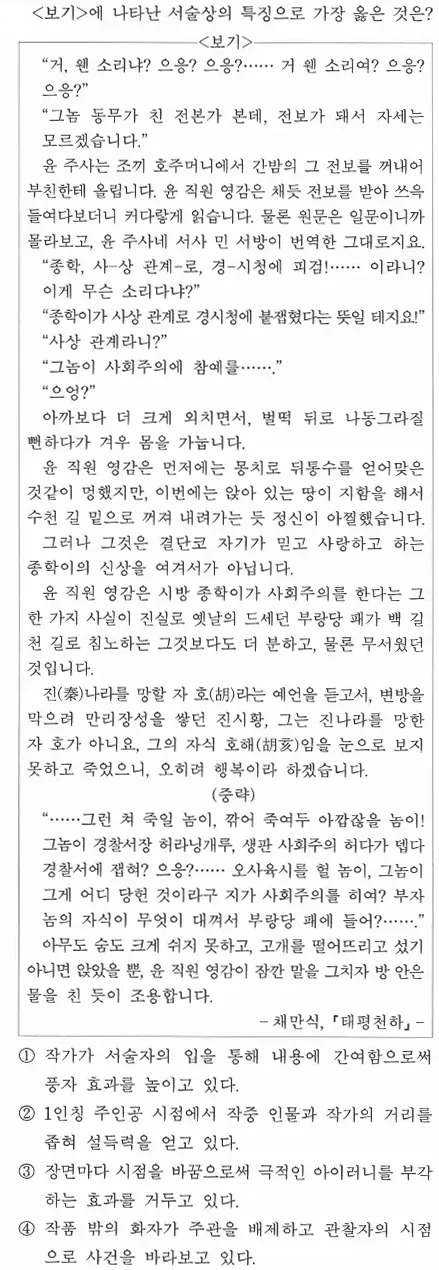 <보기>에 나타난 서술상의 특징으로 가장 옳은 것은?
<보기>
“거, 웬 소리냐? 으응? 으응?…… 거 웬 소리여? 으응?
으응?”
“그놈 동무가 친 전본가 본데, 전보가 돼서 자세는
모르겠습니다.”
윤 주사는 조끼 호주머니에서 간밤의 그 전보를 꺼내어
부친한테 올립니다. 윤 직원 영감은 채듯 전보를 받아 쓰윽
들여다보더니 커다랗게 읽습니다. 물론 원문은 일문이니까
몰라보고, 윤 주사네 서사 민 서방이 번역한 그대로지요.
“종학, 사-상 관계-로, 경-시청에 피검!…… 이라니?
이게 무슨 소리다냐?”
“종학이가 사상 관계로 경시청에 붙잽혔다는 뜻일 테지요!”
“사상 관계라니?”
“그놈이 사회주의에 참예를…….”
“으엉?”
아까보다 더 크게 외치면서, 벌떡 뒤로 나동그라질
뻔하다가 겨우 몸을 가눕니다.
윤 직원 영감은 먼저에는 몽치로 뒤통수를 얻어맞은
것같이 멍했지만, 이번에는 앉아 있는 땅이 지함을 해서
수천 길 밑으로 꺼져 내려가는 듯 정신이 아찔했습니다.
그러나 그것은 결단코 자기가 믿고 사랑하고 하는
종학이의 신상을 여겨서가 아닙니다.
윤 직원 영감은 시방 종학이가 사회주의를 한다는 그
한 가지 사실이 진실로 옛날의 드세던 부랑당 패가 백 길
천 길로 침노하는 그것보다도 더 분하고, 물론 무서웠던
것입니다.
진(秦)나라를 망할 자 호(胡)라는 예언을 듣고서, 변방을
막으려 만리장성을 쌓던 진시황, 그는 진나라를 망한
자 호가 아니요, 그의 자식 호해(胡亥)임을 눈으로 보지
못하고 죽었으니, 오히려 행복이라 하겠습니다.
(중략)
“……그런 쳐 죽일 놈이, 깎어 죽여두 아깝잖을 놈이!
그놈이 경찰서장 허라닝개루, 생판 사회주의 허다가 뎁다
경찰서에 잽혀? 으응?…… 오사육시를 헐 놈이, 그놈이
그게 어디 당헌 것이라구 지가 사회주의를 히여? 부자
놈의 자식이 무엇이 대껴서 부랑당 패에 들어?…….”
아무도 숨도 크게 쉬지 못하고, 고개를 떨어뜨리고 섰기
아니면 앉았을 뿐, 윤 직원 영감이 잠깐 말을 그치자 방 안은
물을 친 듯이 조용합니다.
- 채만식, 『태평천하』 -
① 작가가 서술자의 입을 통해 내용에 간여함으로써
풍자 효과를 높이고 있다.
② 1인칭 주인공 시점에서 작중 인물과 작가의 거리를
좁혀 설득력을 얻고 있다.
③ 장면마다 시점을 바꿈으로써 극적인 아이러니를 부각
하는 효과를 거두고 있다.
④ 작품 밖의 화자가 주관을 배제하고 관찰자의 시점
으로 사건을 바라보고 있다.